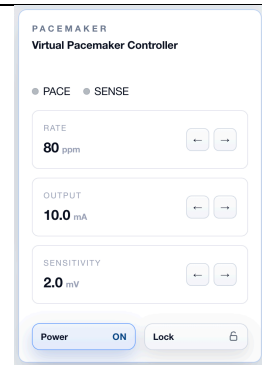 PACEMAKER
Virtual Pacemaker Controller
PACE SENSE
RATE
80 ppm
← →
OUTPUT
10.0 mA
← →
SENSITIVITY
2.0 mV
← →
Power ON Lock